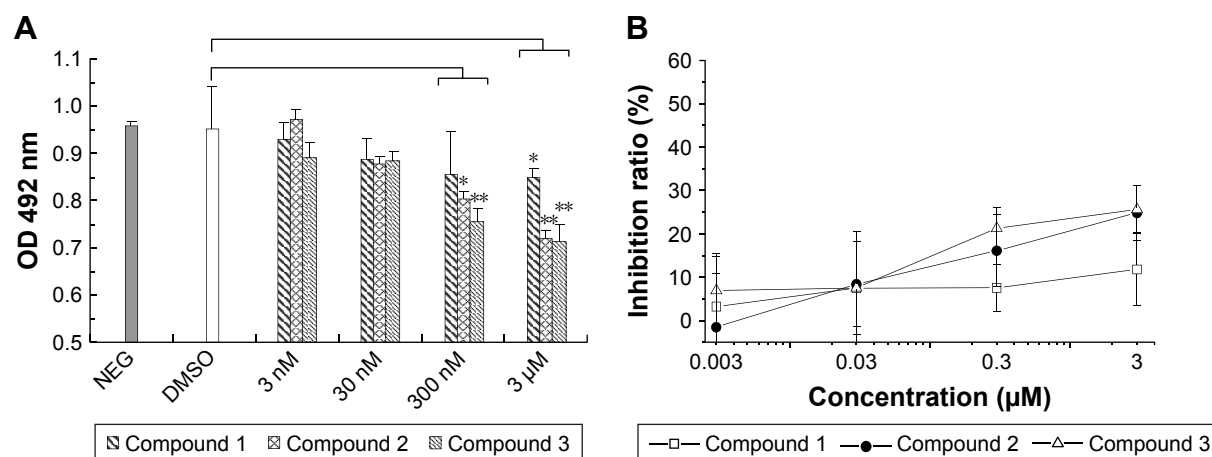 A
OD 492 nm
1.1
1.0
0.9
0.8
0.7
0.6
0.5
* ** * ** **
NEG DMSO 3 nM 30 nM 300 nM 3 µM
Compound 1 Compound 2 Compound 3
B
Inhibition ratio (%)
60
50
40
30
20
10
0
0.003 0.03 0.3 3
Concentration (µM)
Compound 1 Compound 2 Compound 3